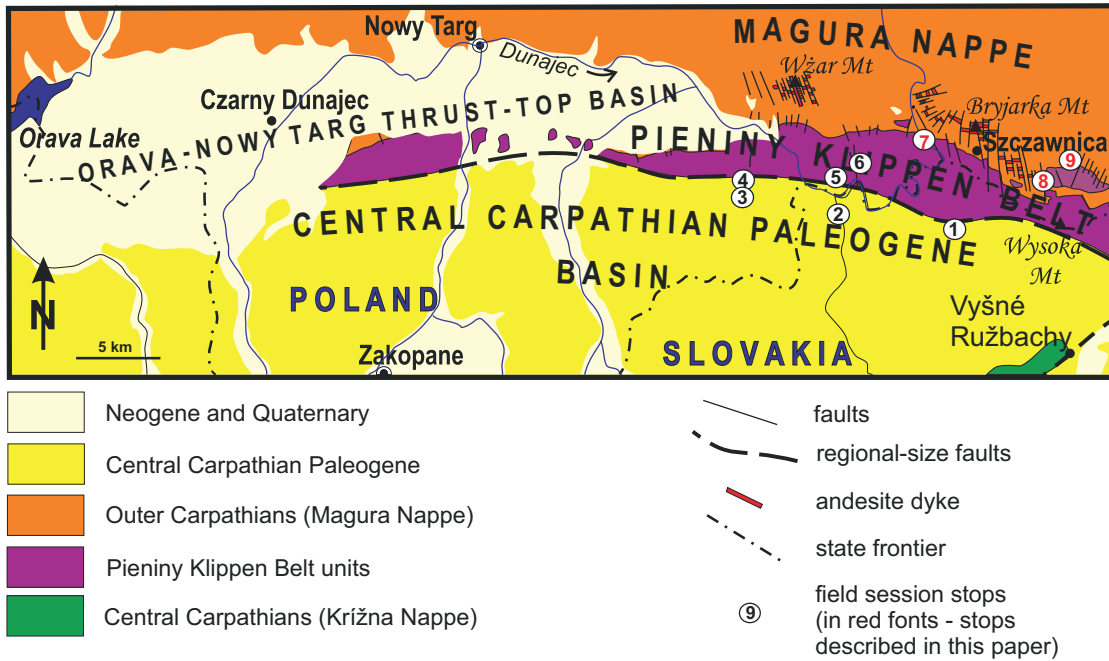 Nowy Targ
MAGURA NAPPE
Dunajec →
Wżar Mt
Czarny Dunajec
Bryjarka Mt
Orava Lake
ORAVA-NOWY TARG THRUST-TOP BASIN
Szczawnica
PIENINY KLIPPEN BELT
7
9
6
5
8
4
3
2
1
CENTRAL CARPATHIAN PALEOGENE
BASIN
Wysoka
Mt
N
POLAND
Vyšné
Ružbachy
5 km
Zakopane
SLOVAKIA
Neogene and Quaternary
Central Carpathian Paleogene
Outer Carpathians (Magura Nappe)
Pieniny Klippen Belt units
Central Carpathians (Krížna Nappe)
faults
regional-size faults
andesite dyke
state frontier
9
field session stops
(in red fonts - stops
described in this paper)